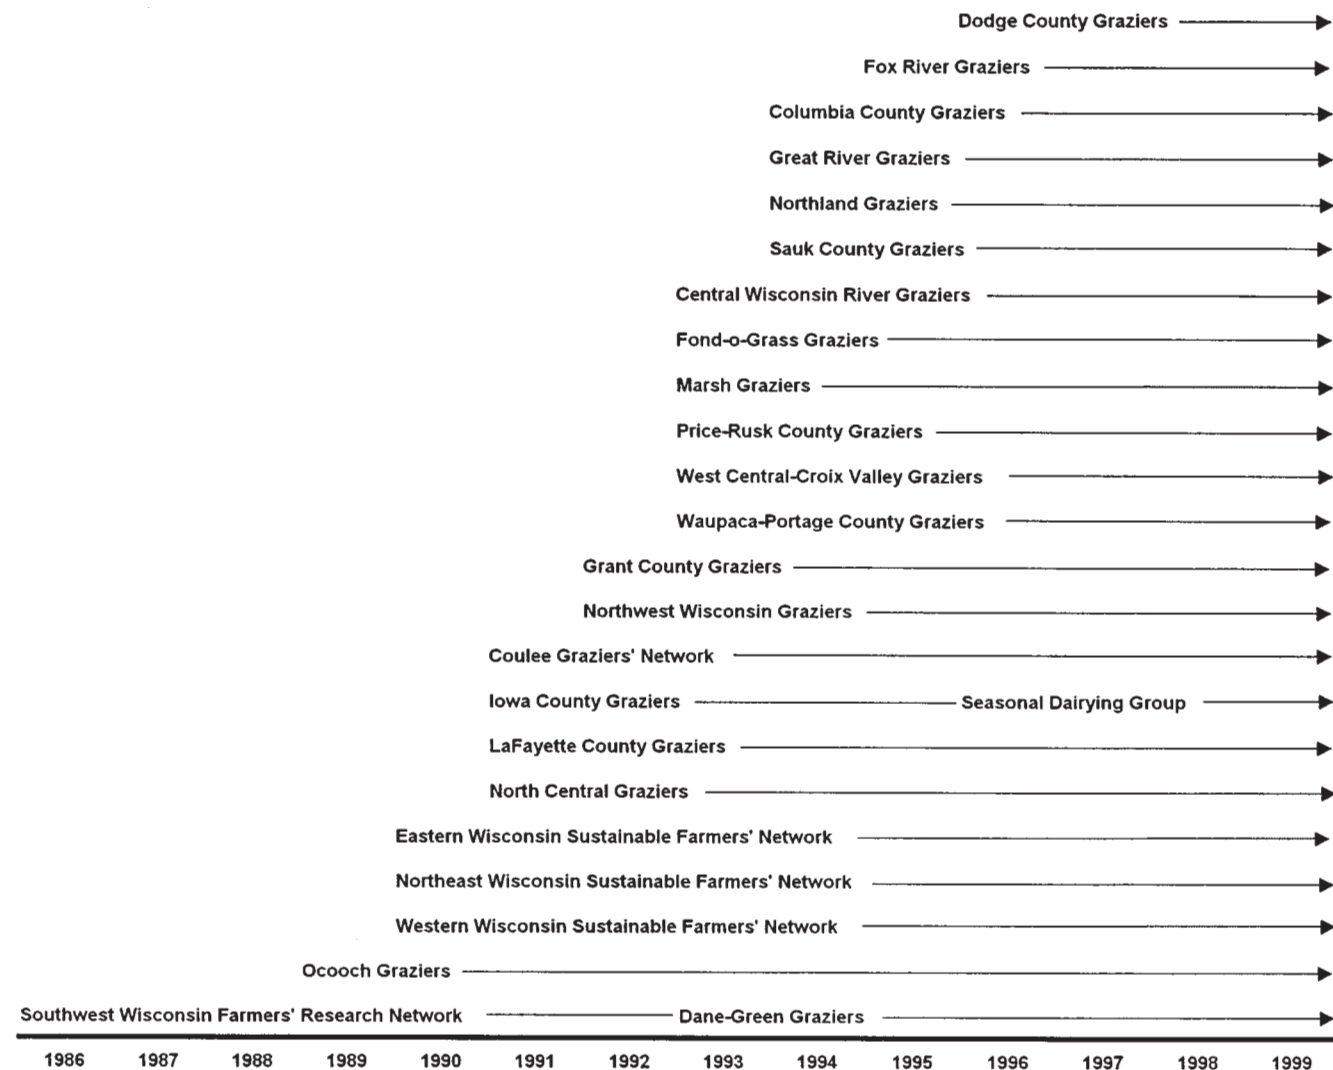 Dodge County Graziers
Fox River Graziers
Columbia County Graziers
Great River Graziers
Northland Graziers
Sauk County Graziers
Central Wisconsin River Graziers
Fond-o-Grass Graziers
Marsh Graziers
Price-Rusk County Graziers
West Central-Croix Valley Graziers
Waupaca-Portage County Graziers
Grant County Graziers
Northwest Wisconsin Graziers
Coulee Graziers' Network
Iowa County Graziers Seasonal Dairying Group
LaFayette County Graziers
North Central Graziers
Eastern Wisconsin Sustainable Farmers' Network
Northeast Wisconsin Sustainable Farmers' Network
Western Wisconsin Sustainable Farmers' Network
Ocooch Graziers
Southwest Wisconsin Farmers' Research Network Dane-Green Graziers
1986 1987 1988 1989 1990 1991 1992 1993 1994 1995 1996 1997 1998 1999